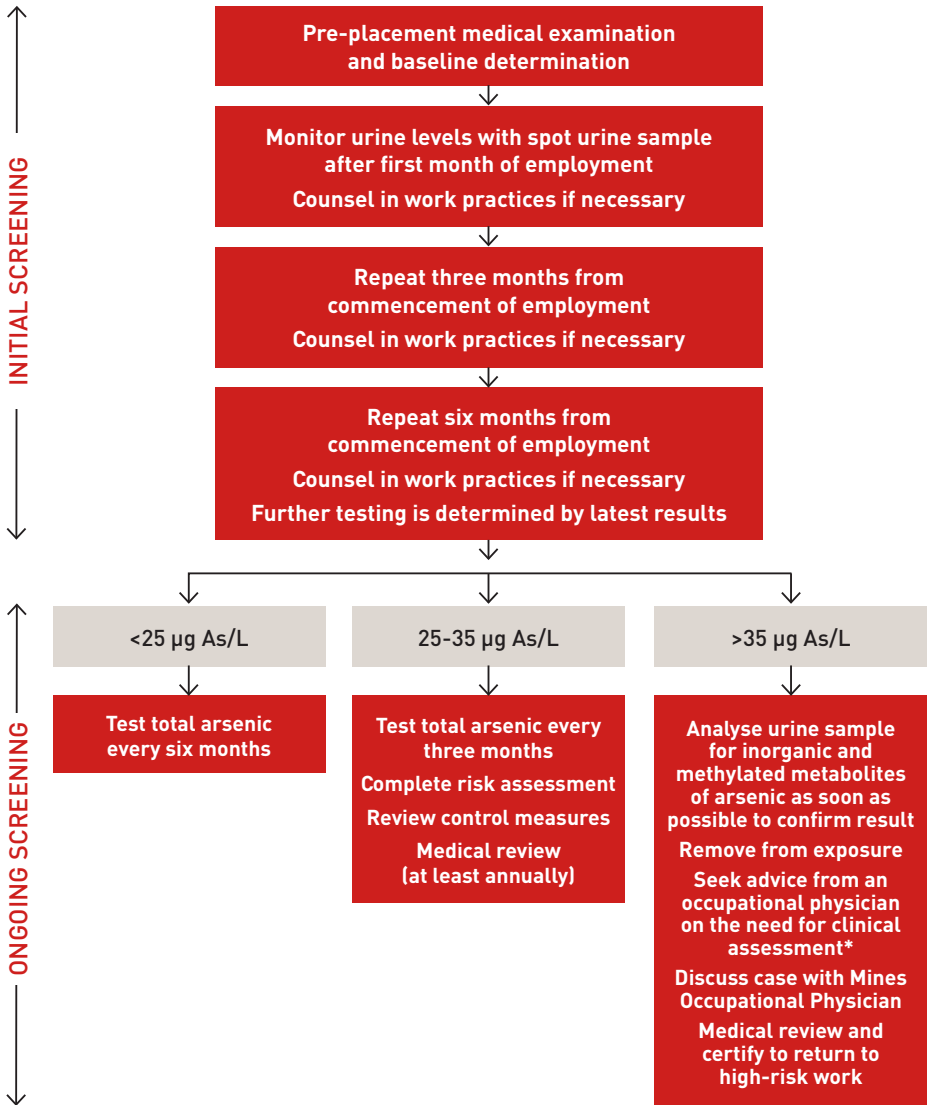 INITIAL SCREENING
Pre-placement medical examination
and baseline determination
Monitor urine levels with spot urine sample
after first month of employment
Counsel in work practices if necessary
Repeat three months from
commencement of employment
Counsel in work practices if necessary
Repeat six months from
commencement of employment
Counsel in work practices if necessary
Further testing is determined by latest results
ONGOING SCREENING
<25 µg As/L
Test total arsenic
every six months
25-35 µg As/L
Test total arsenic every
three months
Complete risk assessment
Review control measures
Medical review
(at least annually)
>35 µg As/L
Analyse urine sample
for inorganic and
methylated metabolites
of arsenic as soon as
possible to confirm result
Remove from exposure
Seek advice from an
occupational physician
on the need for clinical
assessment*
Discuss case with Mines
Occupational Physician
Medical review and
certify to return to
high-risk work